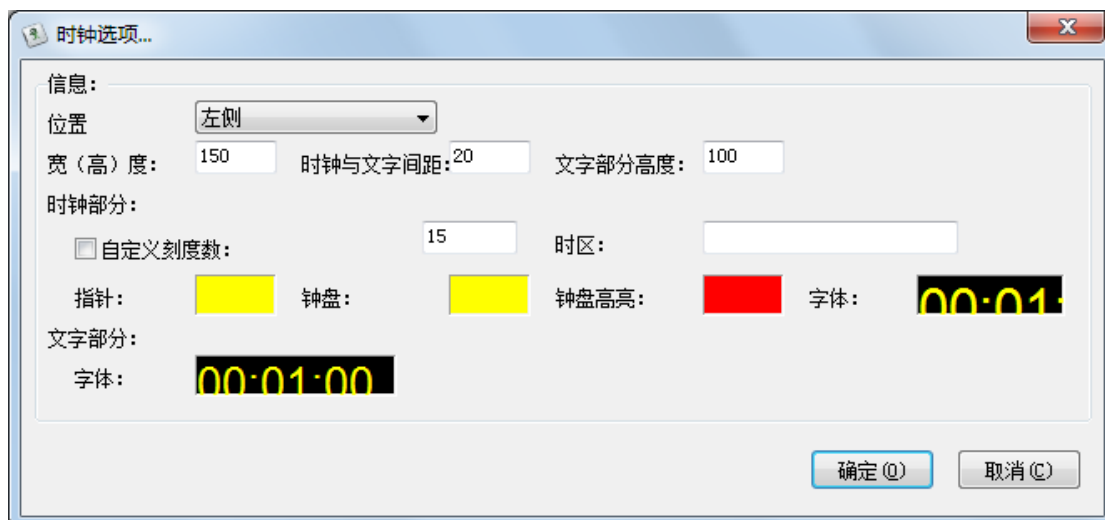 时钟选项...
信息:
位置 左侧
宽（高）度: 150 时钟与文字间距: 20 文字部分高度: 100
时钟部分:
自定义刻度数: 15 时区:
指针: 钟盘: 钟盘高亮: 字体: 00:01:
文字部分:
字体: 00:01:00
确定(O) 取消(C)